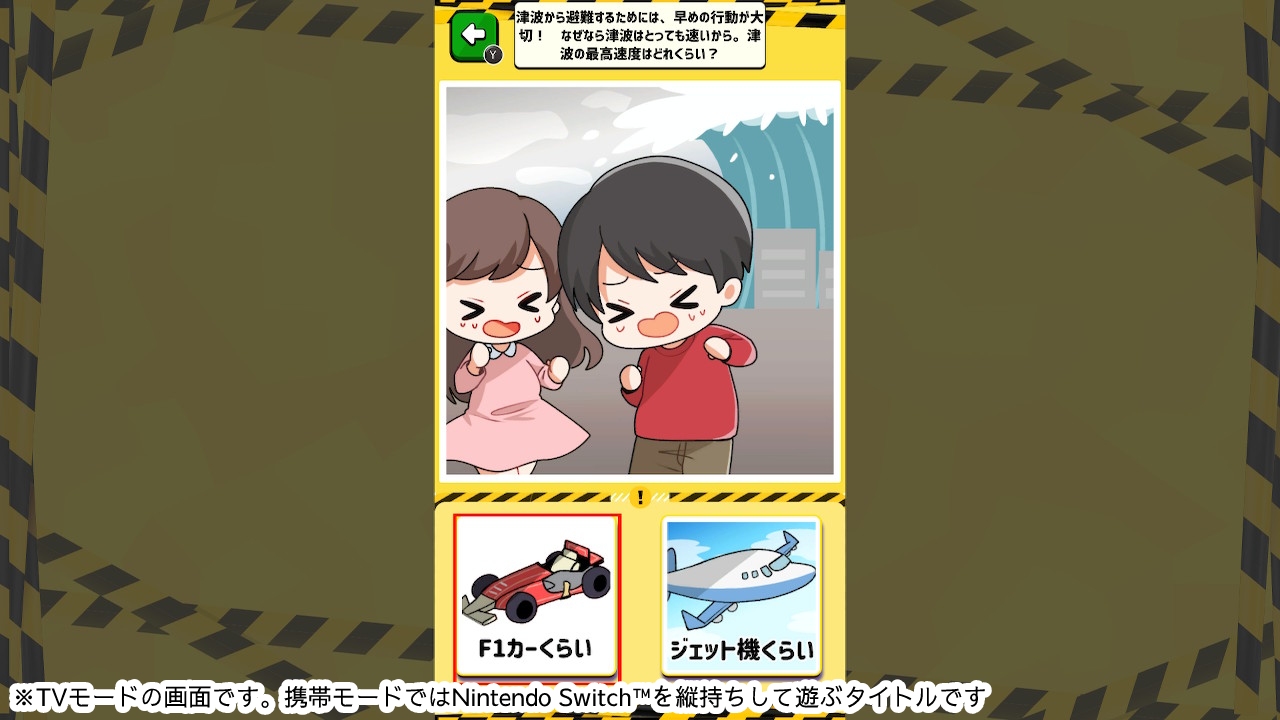 津波から避難するためには、早めの行動が大
切！　なぜなら津波はとっても速いから。津
波の最高速度はどれくらい？
Y
!
F1カーくらい
ジェット機くらい
※TVモードの画面です。携帯モードではNintendo Switch™を縦持ちして遊ぶタイトルです